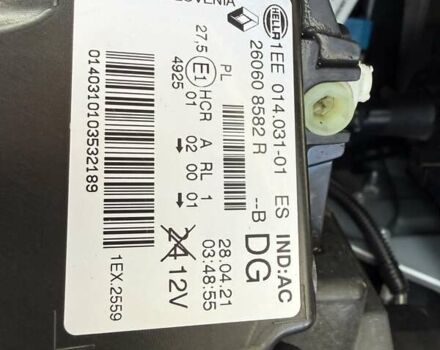 SLOVENIA
HELLA
1EE 014.031-01 ES IND:AC
26060 8582 R --B DG
PL
27,5 E1 HCR A RL 1
4925 01 02 00 01
28.04.21
03:48:55
24 12V
0140310103532189
1EX.2559